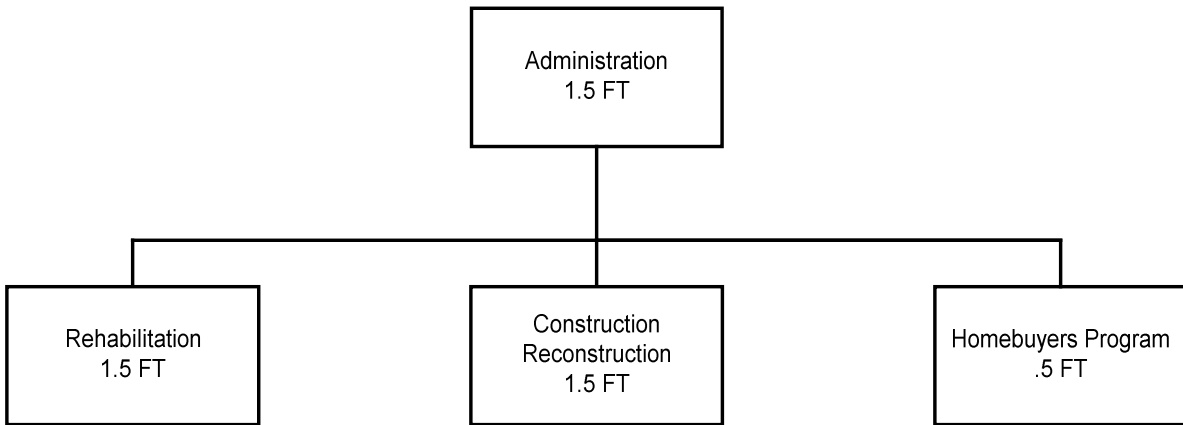 Administration
1.5 FT
Rehabilitation
1.5 FT
Construction
Reconstruction
1.5 FT
Homebuyers Program
.5 FT